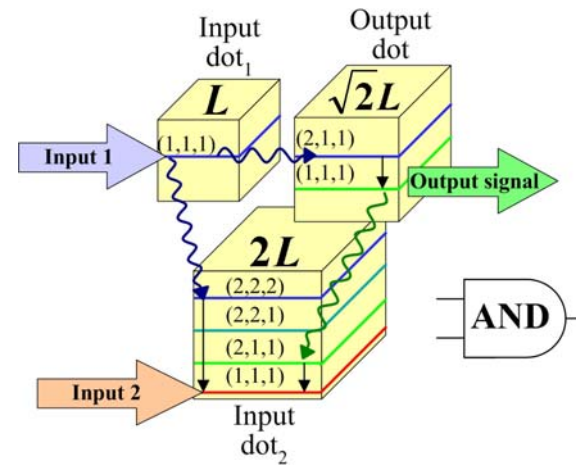 Input
dot₁
Output
dot
L
√2L
(1,1,1)
(2,1,1)
Input 1
(1,1,1)
Output signal
2L
(2,2,2)
(2,2,1)
(2,1,1)
(1,1,1)
AND
Input 2
Input
dot₂